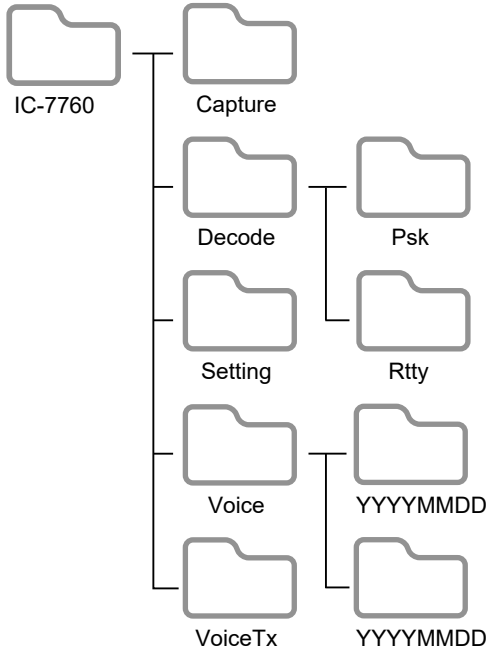 IC-7760
Capture
Decode
Psk
Setting
Rtty
Voice
YYYYMMDD
VoiceTx
YYYYMMDD